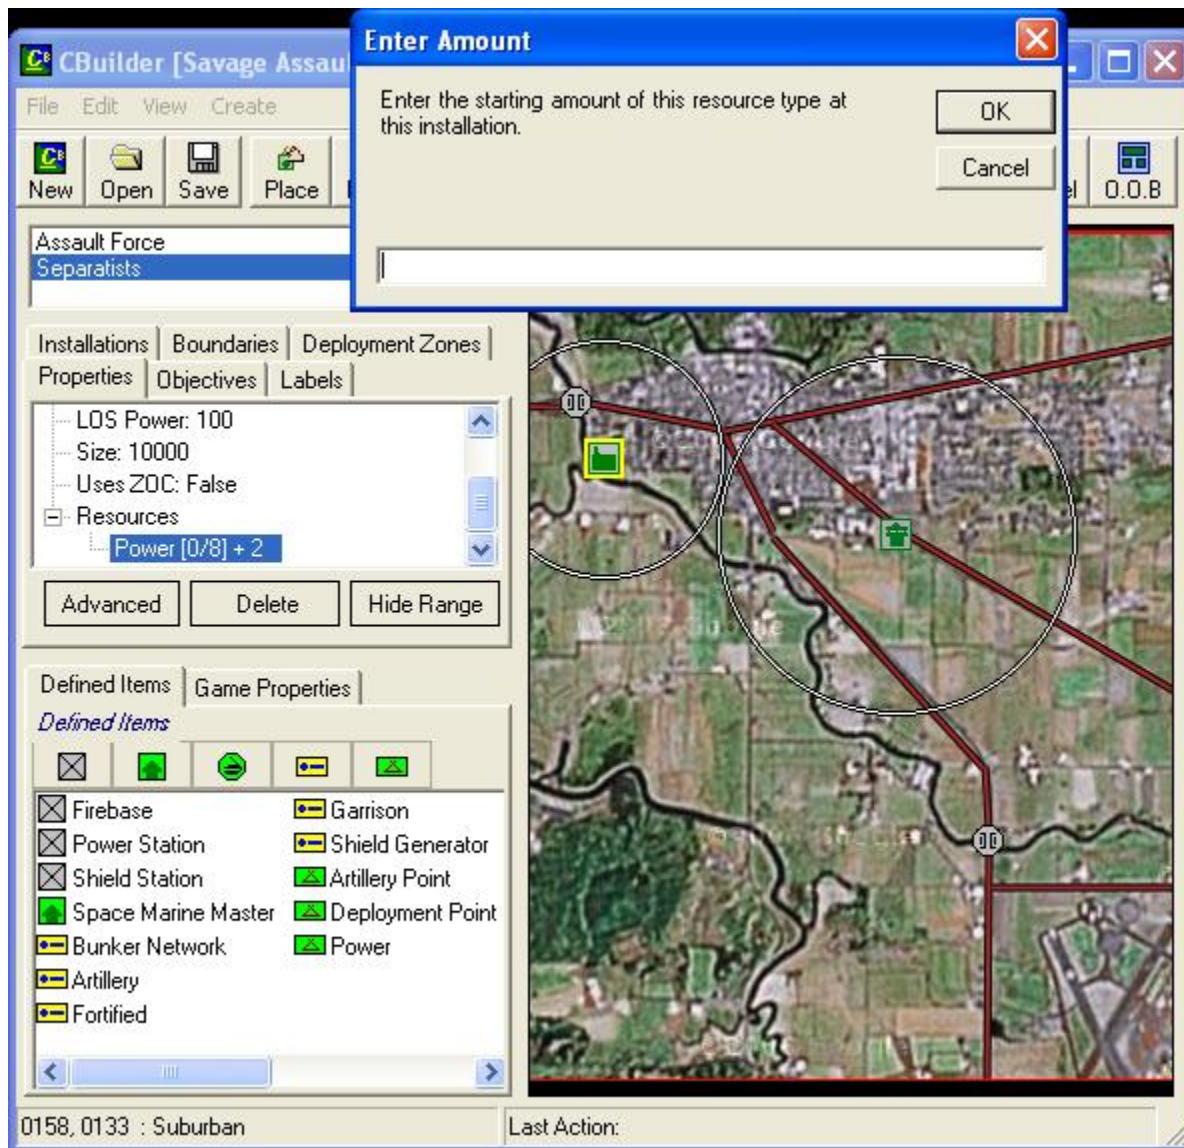 Enter Amount
CBuilder [Savage Assau
Enter the starting amount of this resource type at
this installation.
OK
Cancel
File Edit View Create
New Open Save Place O.O.B
Assault Force
Separatists
Installations Boundaries Deployment Zones
Properties Objectives Labels
LOS Power: 100
Size: 10000
Uses ZOC: False
Resources
Power [0/8] + 2
Advanced Delete Hide Range
Defined Items Game Properties
Defined Items
Firebase
Power Station
Shield Station
Space Marine Master
Bunker Network
Artillery
Fortified
Garrison
Shield Generator
Artillery Point
Deployment Point
Power
0158, 0133 : Suburban
Last Action: